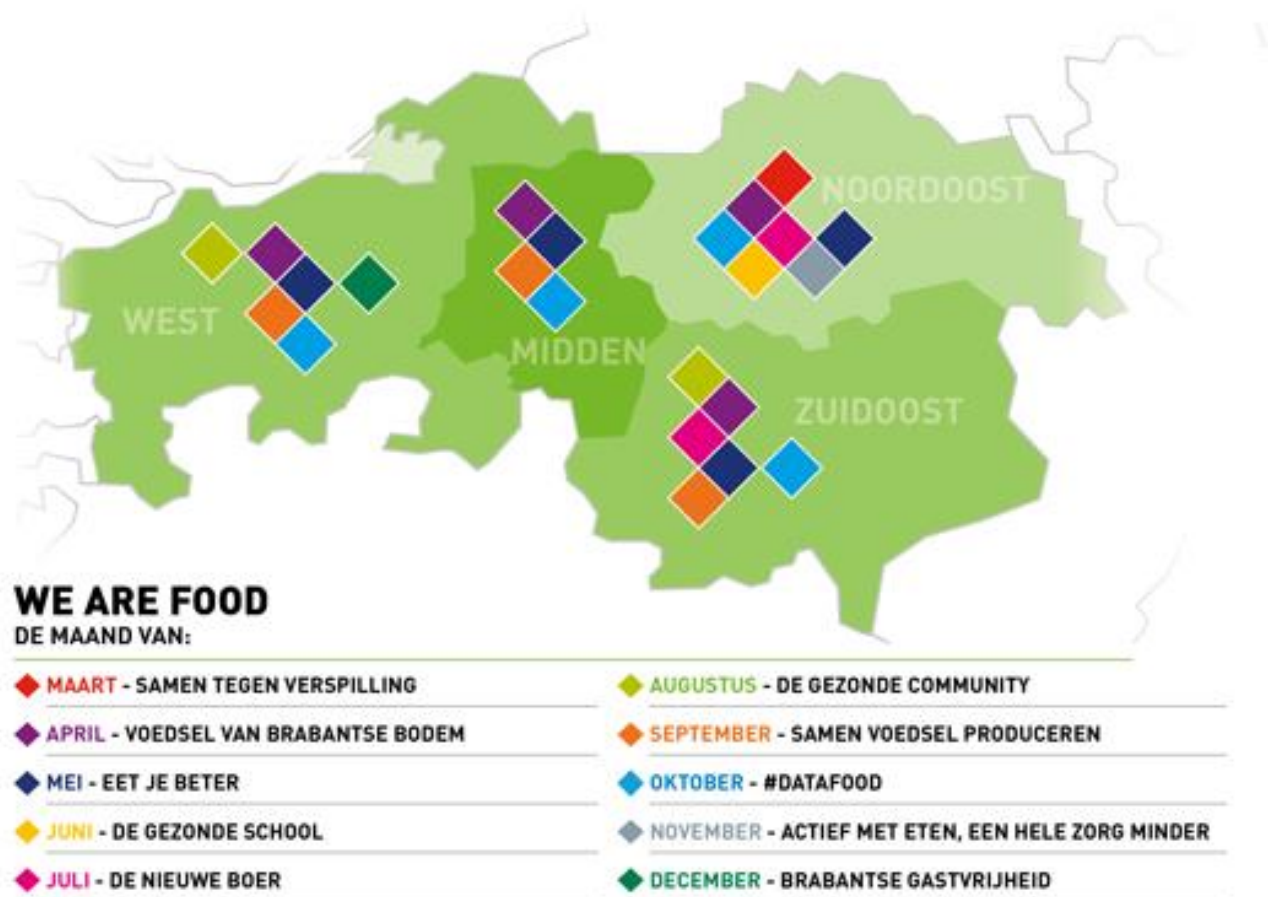 NOORDOOST
WEST
MIDDEN
ZUIDOOST
WE ARE FOOD
DE MAAND VAN:
MAART - SAMEN TEGEN VERSPILLING
APRIL - VOEDSEL VAN BRABANTSE BODEM
MEI - EET JE BETER
JUNI - DE GEZONDE SCHOOL
JULI - DE NIEUWE BOER
AUGUSTUS - DE GEZONDE COMMUNITY
SEPTEMBER - SAMEN VOEDSEL PRODUCEREN
OKTOBER - #DATAFOOD
NOVEMBER - ACTIEF MET ETEN, EEN HELE ZORG MINDER
DECEMBER - BRABANTSE GASTVRIJHEID